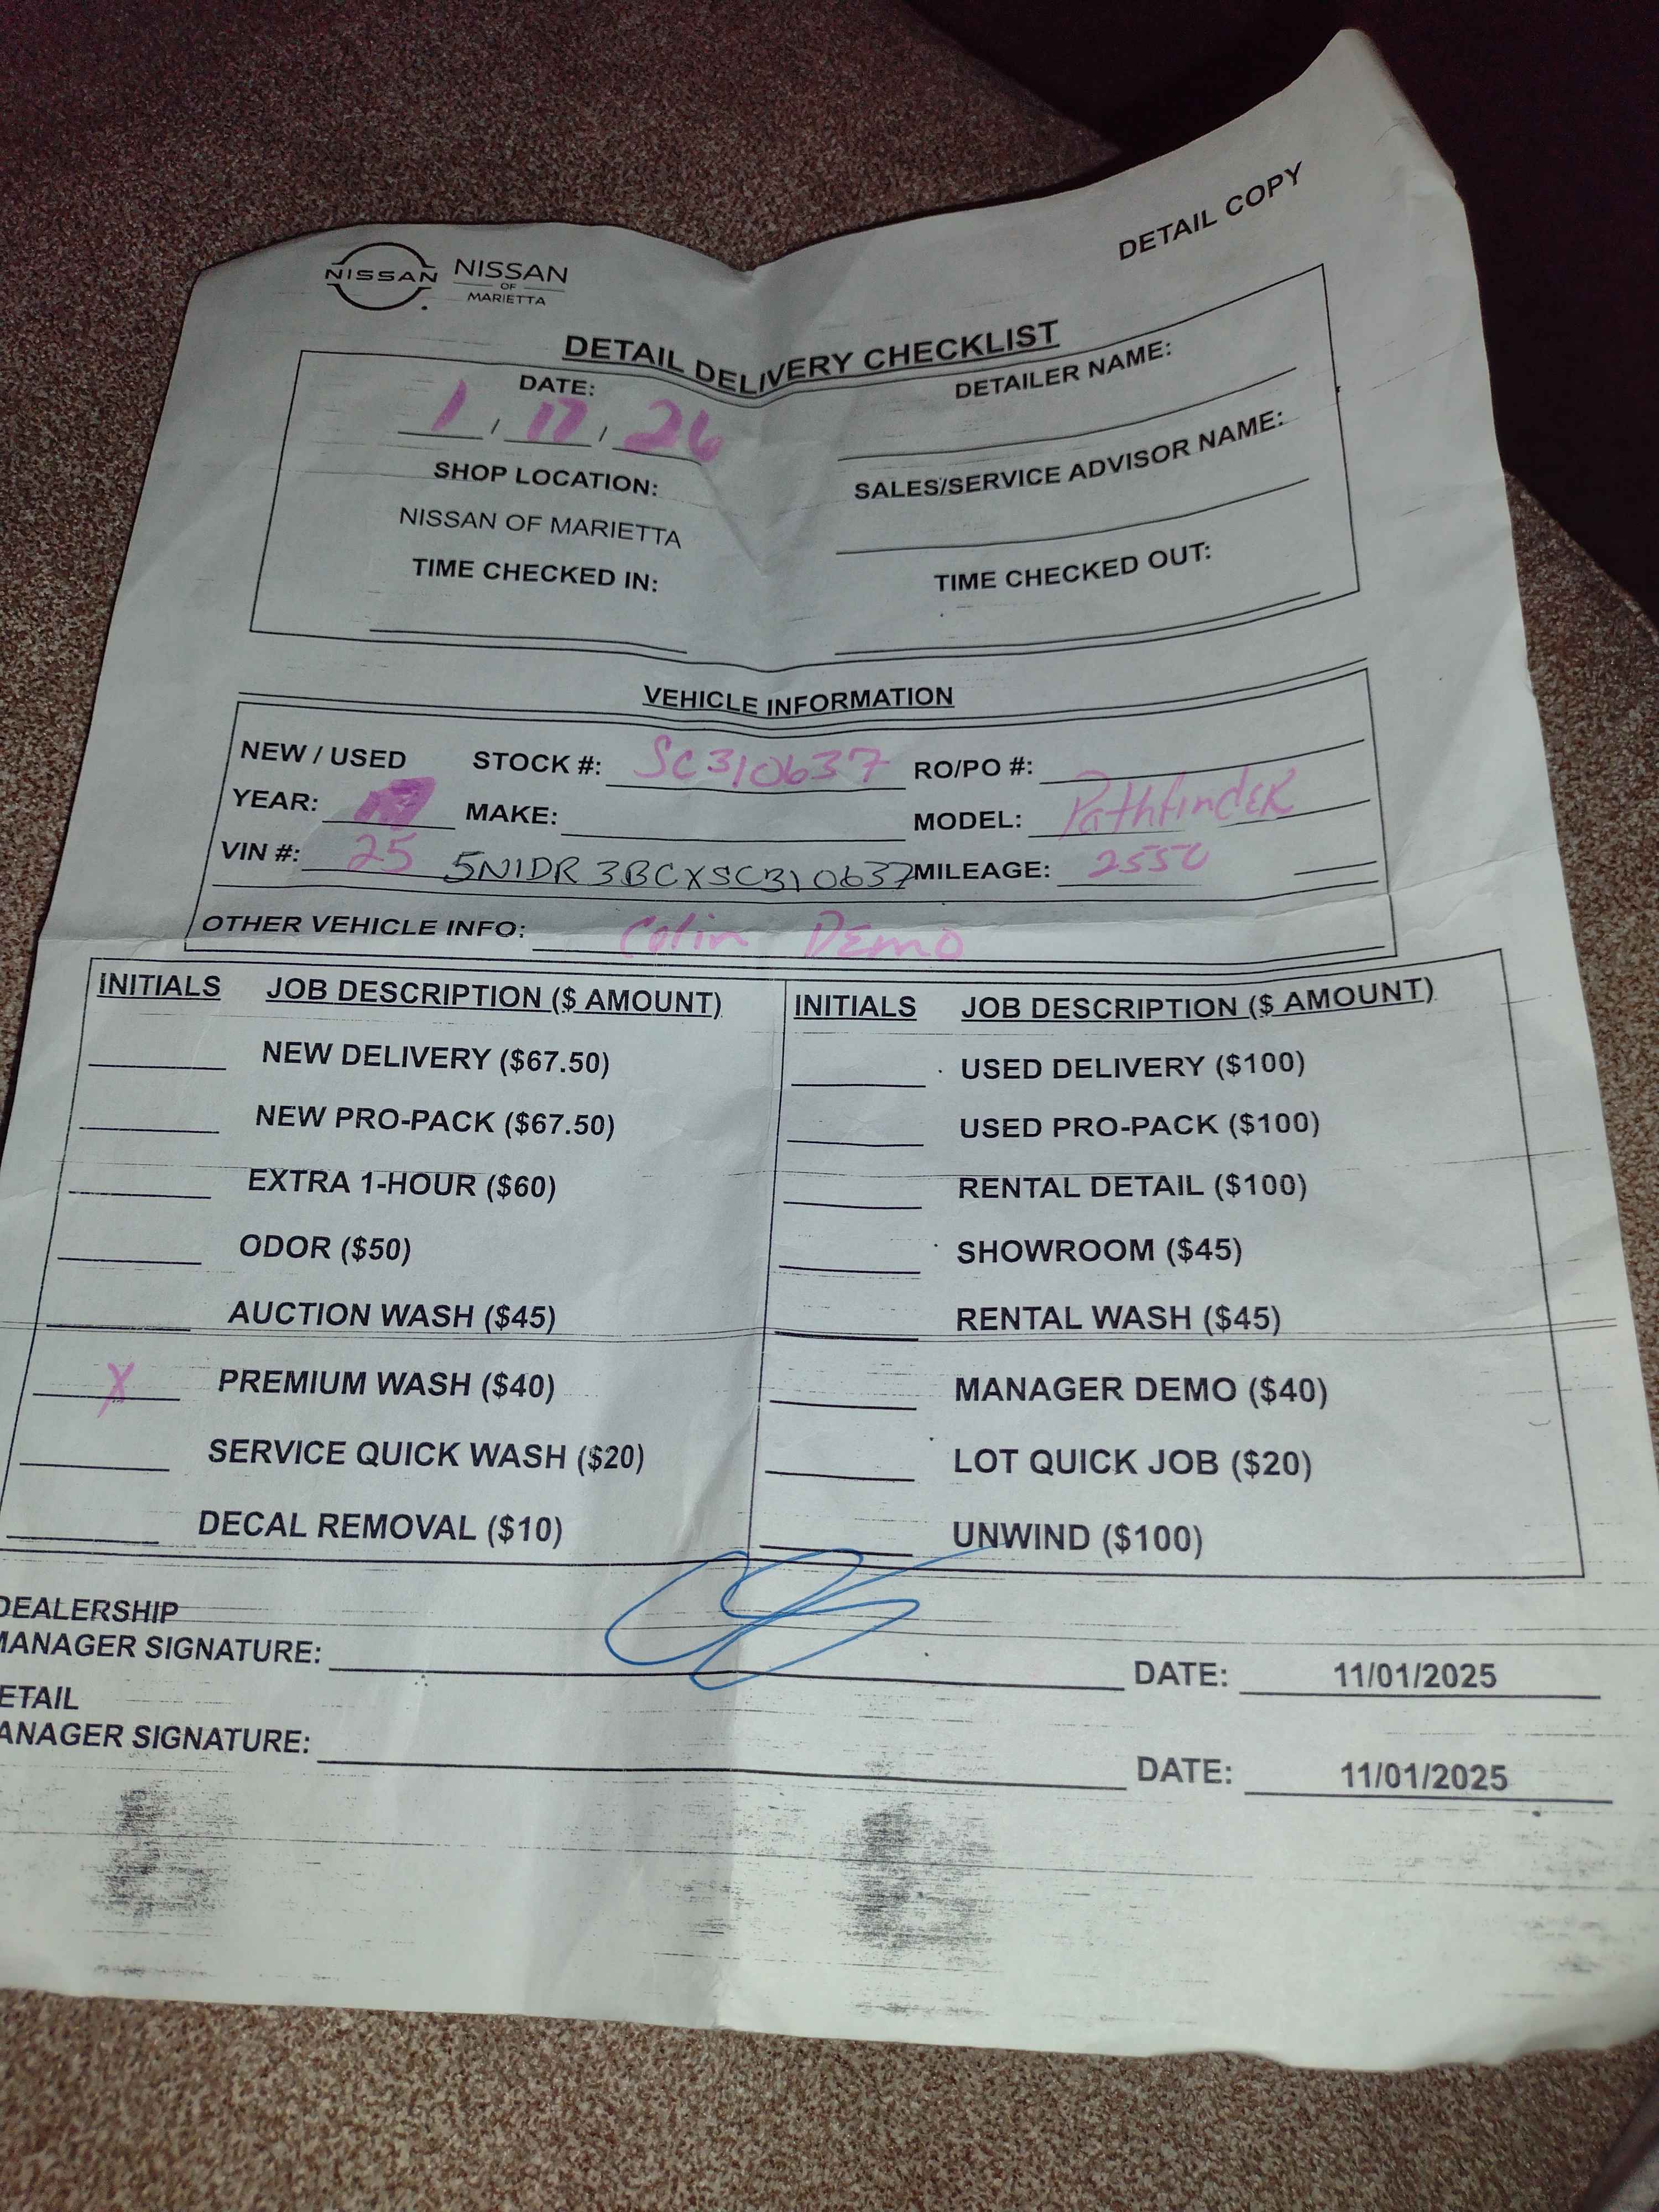 DETAIL COPY
NISSAN NISSAN
OF
MARIETTA
DETAIL DELIVERY CHECKLIST
DATE: DETAILER NAME:
1 / 17 / 26
SHOP LOCATION: SALES/SERVICE ADVISOR NAME:
NISSAN OF MARIETTA
TIME CHECKED IN: TIME CHECKED OUT:
VEHICLE INFORMATION
NEW / USED STOCK #: SC310637 RO/PO #:
YEAR: MAKE: MODEL: PathfindER
VIN #: 25 5N1DR3BCXSC310637 MILEAGE: 2550
OTHER VEHICLE INFO: Colin DEmo
INITIALS JOB DESCRIPTION ($ AMOUNT) INITIALS JOB DESCRIPTION ($ AMOUNT)
NEW DELIVERY ($67.50) USED DELIVERY ($100)
NEW PRO-PACK ($67.50) USED PRO-PACK ($100)
EXTRA 1-HOUR ($60) RENTAL DETAIL ($100)
ODOR ($50) SHOWROOM ($45)
AUCTION WASH ($45) RENTAL WASH ($45)
X PREMIUM WASH ($40) MANAGER DEMO ($40)
SERVICE QUICK WASH ($20) LOT QUICK JOB ($20)
DECAL REMOVAL ($10) UNWIND ($100)
DEALERSHIP
MANAGER SIGNATURE: DATE: 11/01/2025
ETAIL
ANAGER SIGNATURE: DATE: 11/01/2025